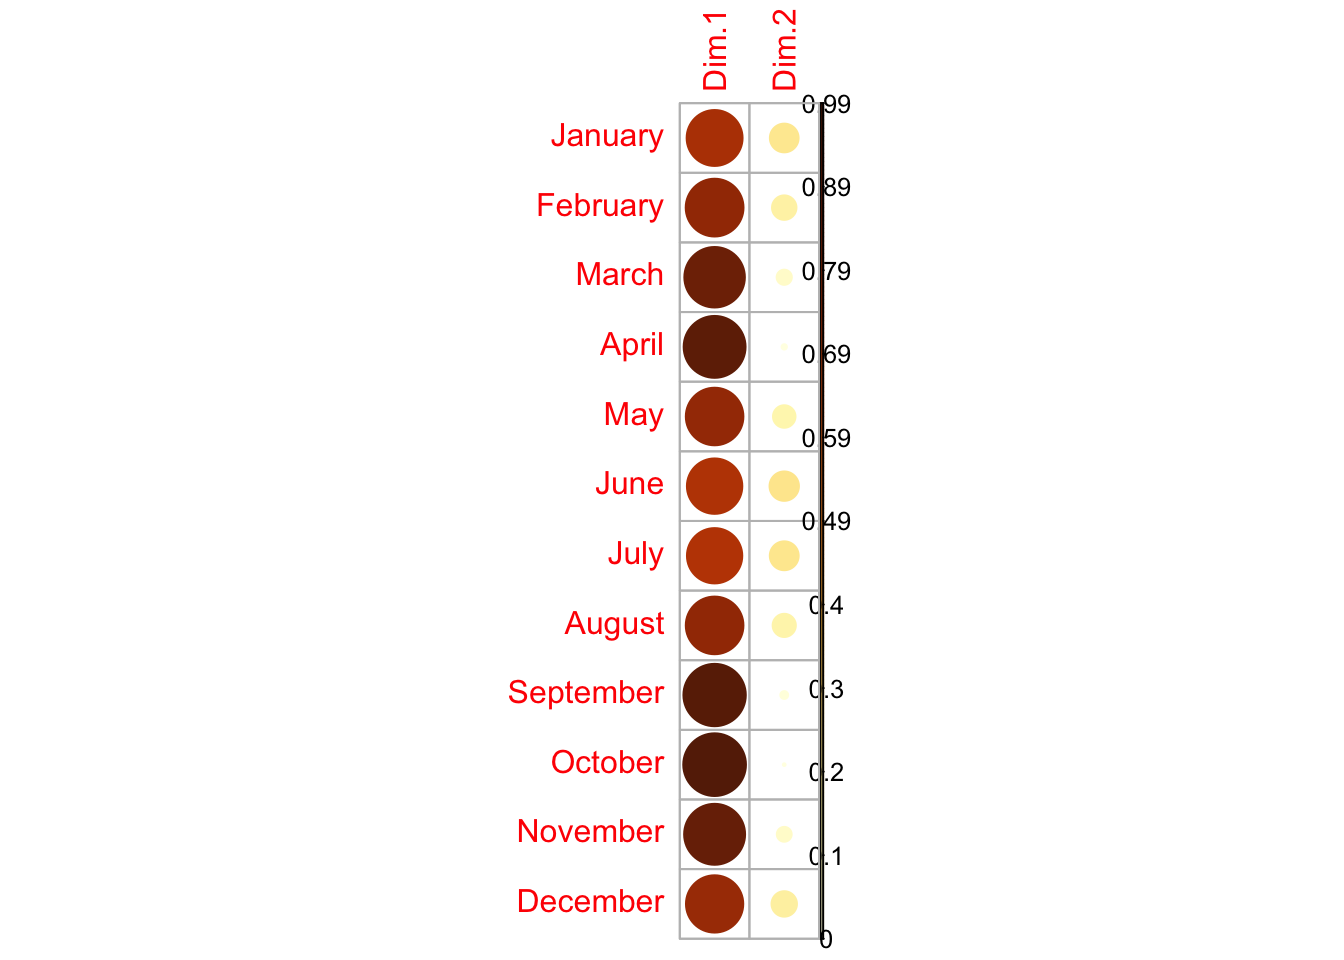 Dim.1 Dim.2
0.99
January
0.89
February
March
0.79
April
0.69
May
0.59
June
0.49
July
0.4
August
September
0.3
October
0.2
November
0.1
December
0